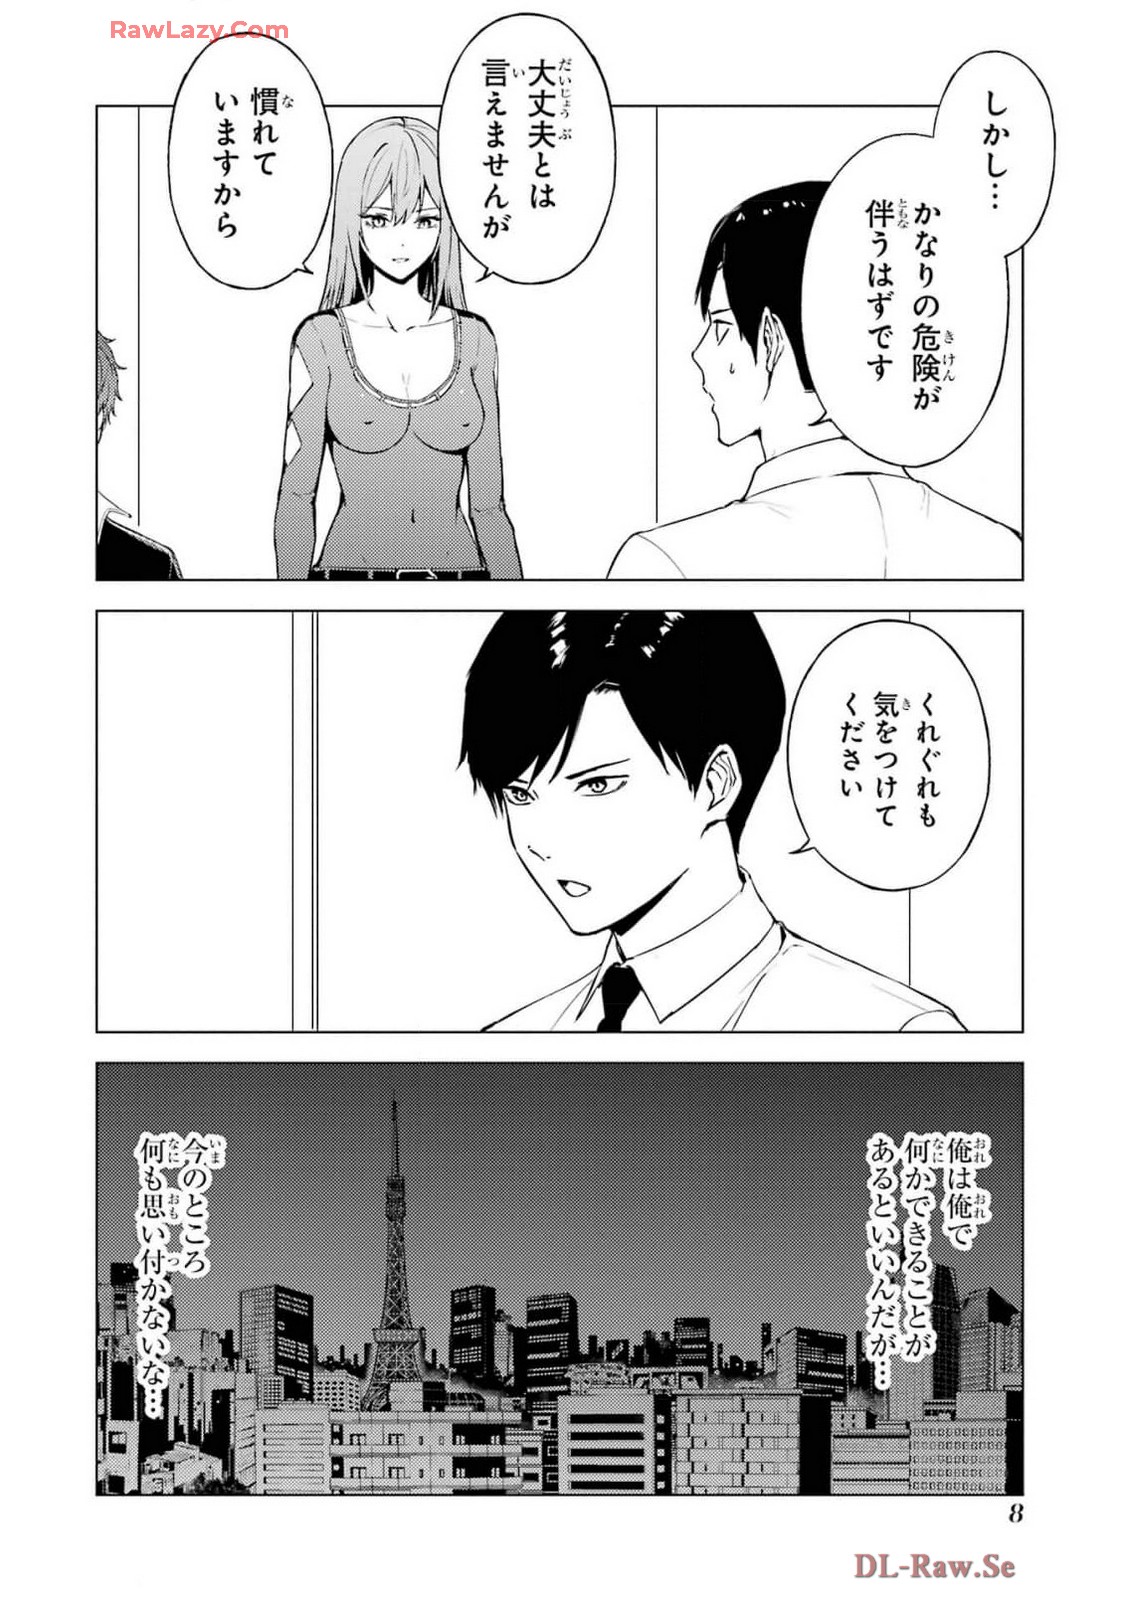 RawLazy.Com
しかし…
かなりの危険が
伴うはずです
大丈夫とは
言えませんが
慣れて
いますから
くれぐれも
気をつけて
ください
俺は俺で
何かできることが
あるといいんだが…
今のところ
何も思い付かないな…
8
DL-Raw.Se